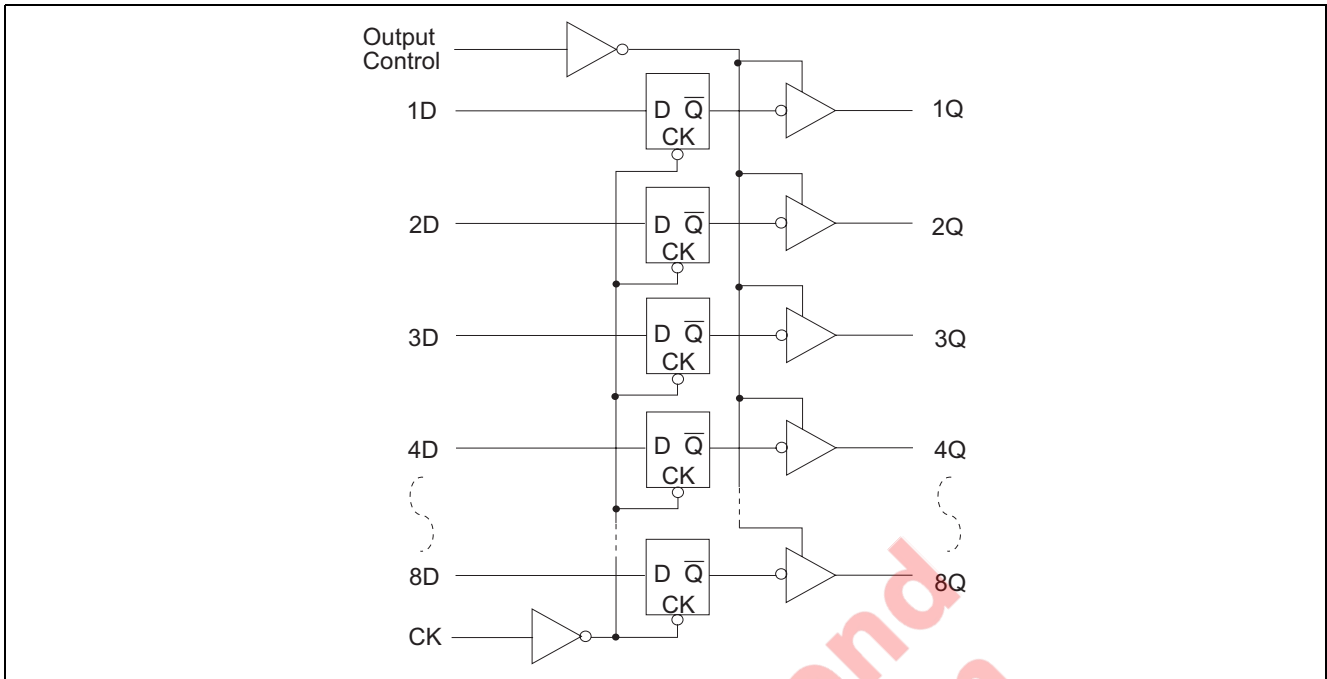 Output
Control
1D
D Q̅
CK
1Q
2D
D Q̅
CK
2Q
3D
D Q̅
CK
3Q
4D
D Q̅
CK
4Q
8D
D Q̅
CK
8Q
CK